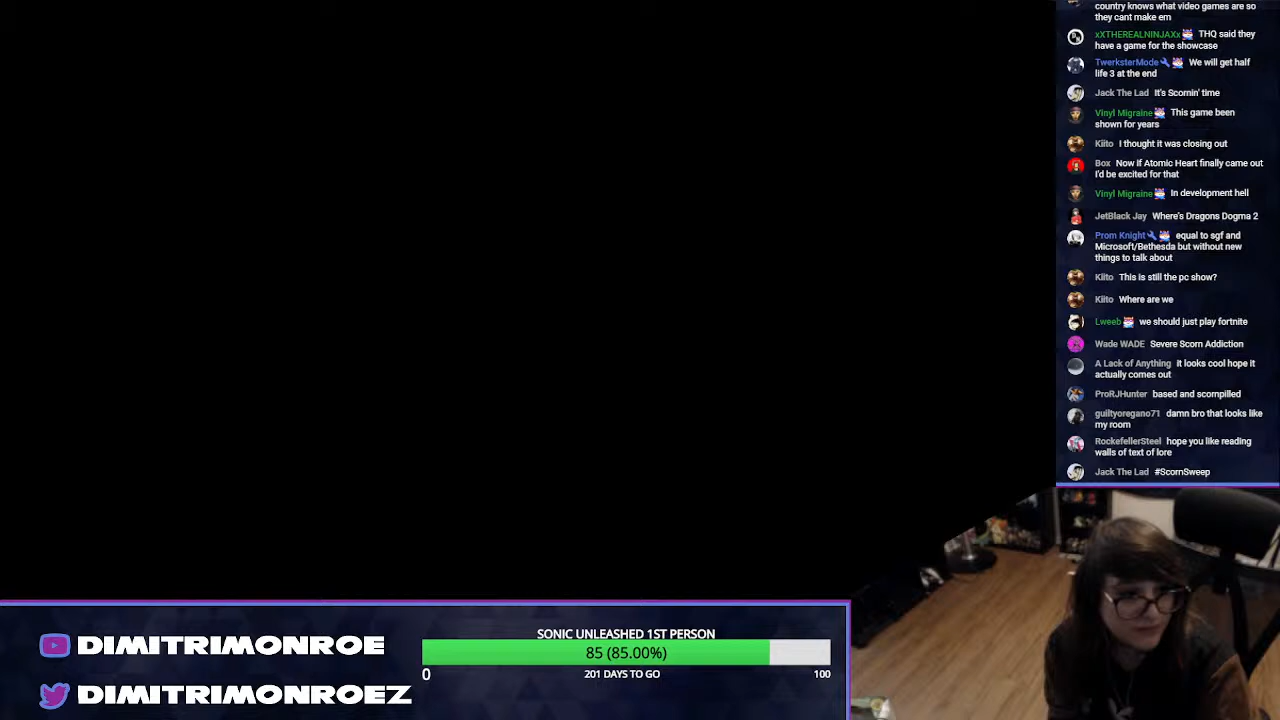 country knows what video games are so
they cant make em
xXTHEREALNINJAXx THQ said they
have a game for the showcase
TwerksterMode We will get half
life 3 at the end
Jack The Lad It's Scornin' time
Vinyl Migraine This game been
shown for years
Kiito I thought it was closing out
Box Now if Atomic Heart finally came out
I'd be excited for that
Vinyl Migraine In development hell
JetBlack Jay Where's Dragons Dogma 2
Prom Knight equal to sgf and
Microsoft/Bethesda but without new
things to talk about
Kiito This is still the pc show?
Kiito Where are we
Lweeb we should just play fortnite
Wade WADE Severe Scorn Addiction
A Lack of Anything it looks cool hope it
actually comes out
ProRJHunter based and scornpilled
guiltyoregano71 damn bro that looks like
my room
RockefellerSteel hope you like reading
walls of text of lore
Jack The Lad #ScornSweep
DIMITRIMONROE
DIMITRIMONROEZ
SONIC UNLEASHED 1ST PERSON
85 (85.00%)
0 201 DAYS TO GO 100